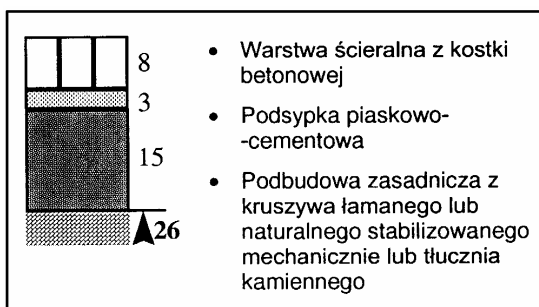 8
3
15
26
• Warstwa ścieralna z kostki
betonowej
• Podsypka piaskowo-
-cementowa
• Podbudowa zasadnicza z
kruszywa łamanego lub
naturalnego stabilizowanego
mechanicznie lub tłucznia
kamiennego